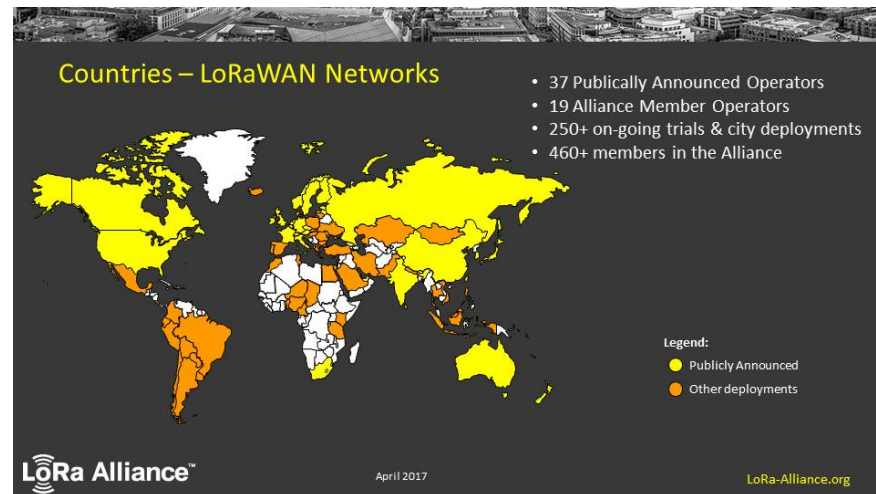 Countries – LoRaWAN Networks
• 37 Publically Announced Operators
• 19 Alliance Member Operators
• 250+ on-going trials & city deployments
• 460+ members in the Alliance
Legend:
Publicly Announced
Other deployments
LoRa Alliance™
April 2017
LoRa-Alliance.org